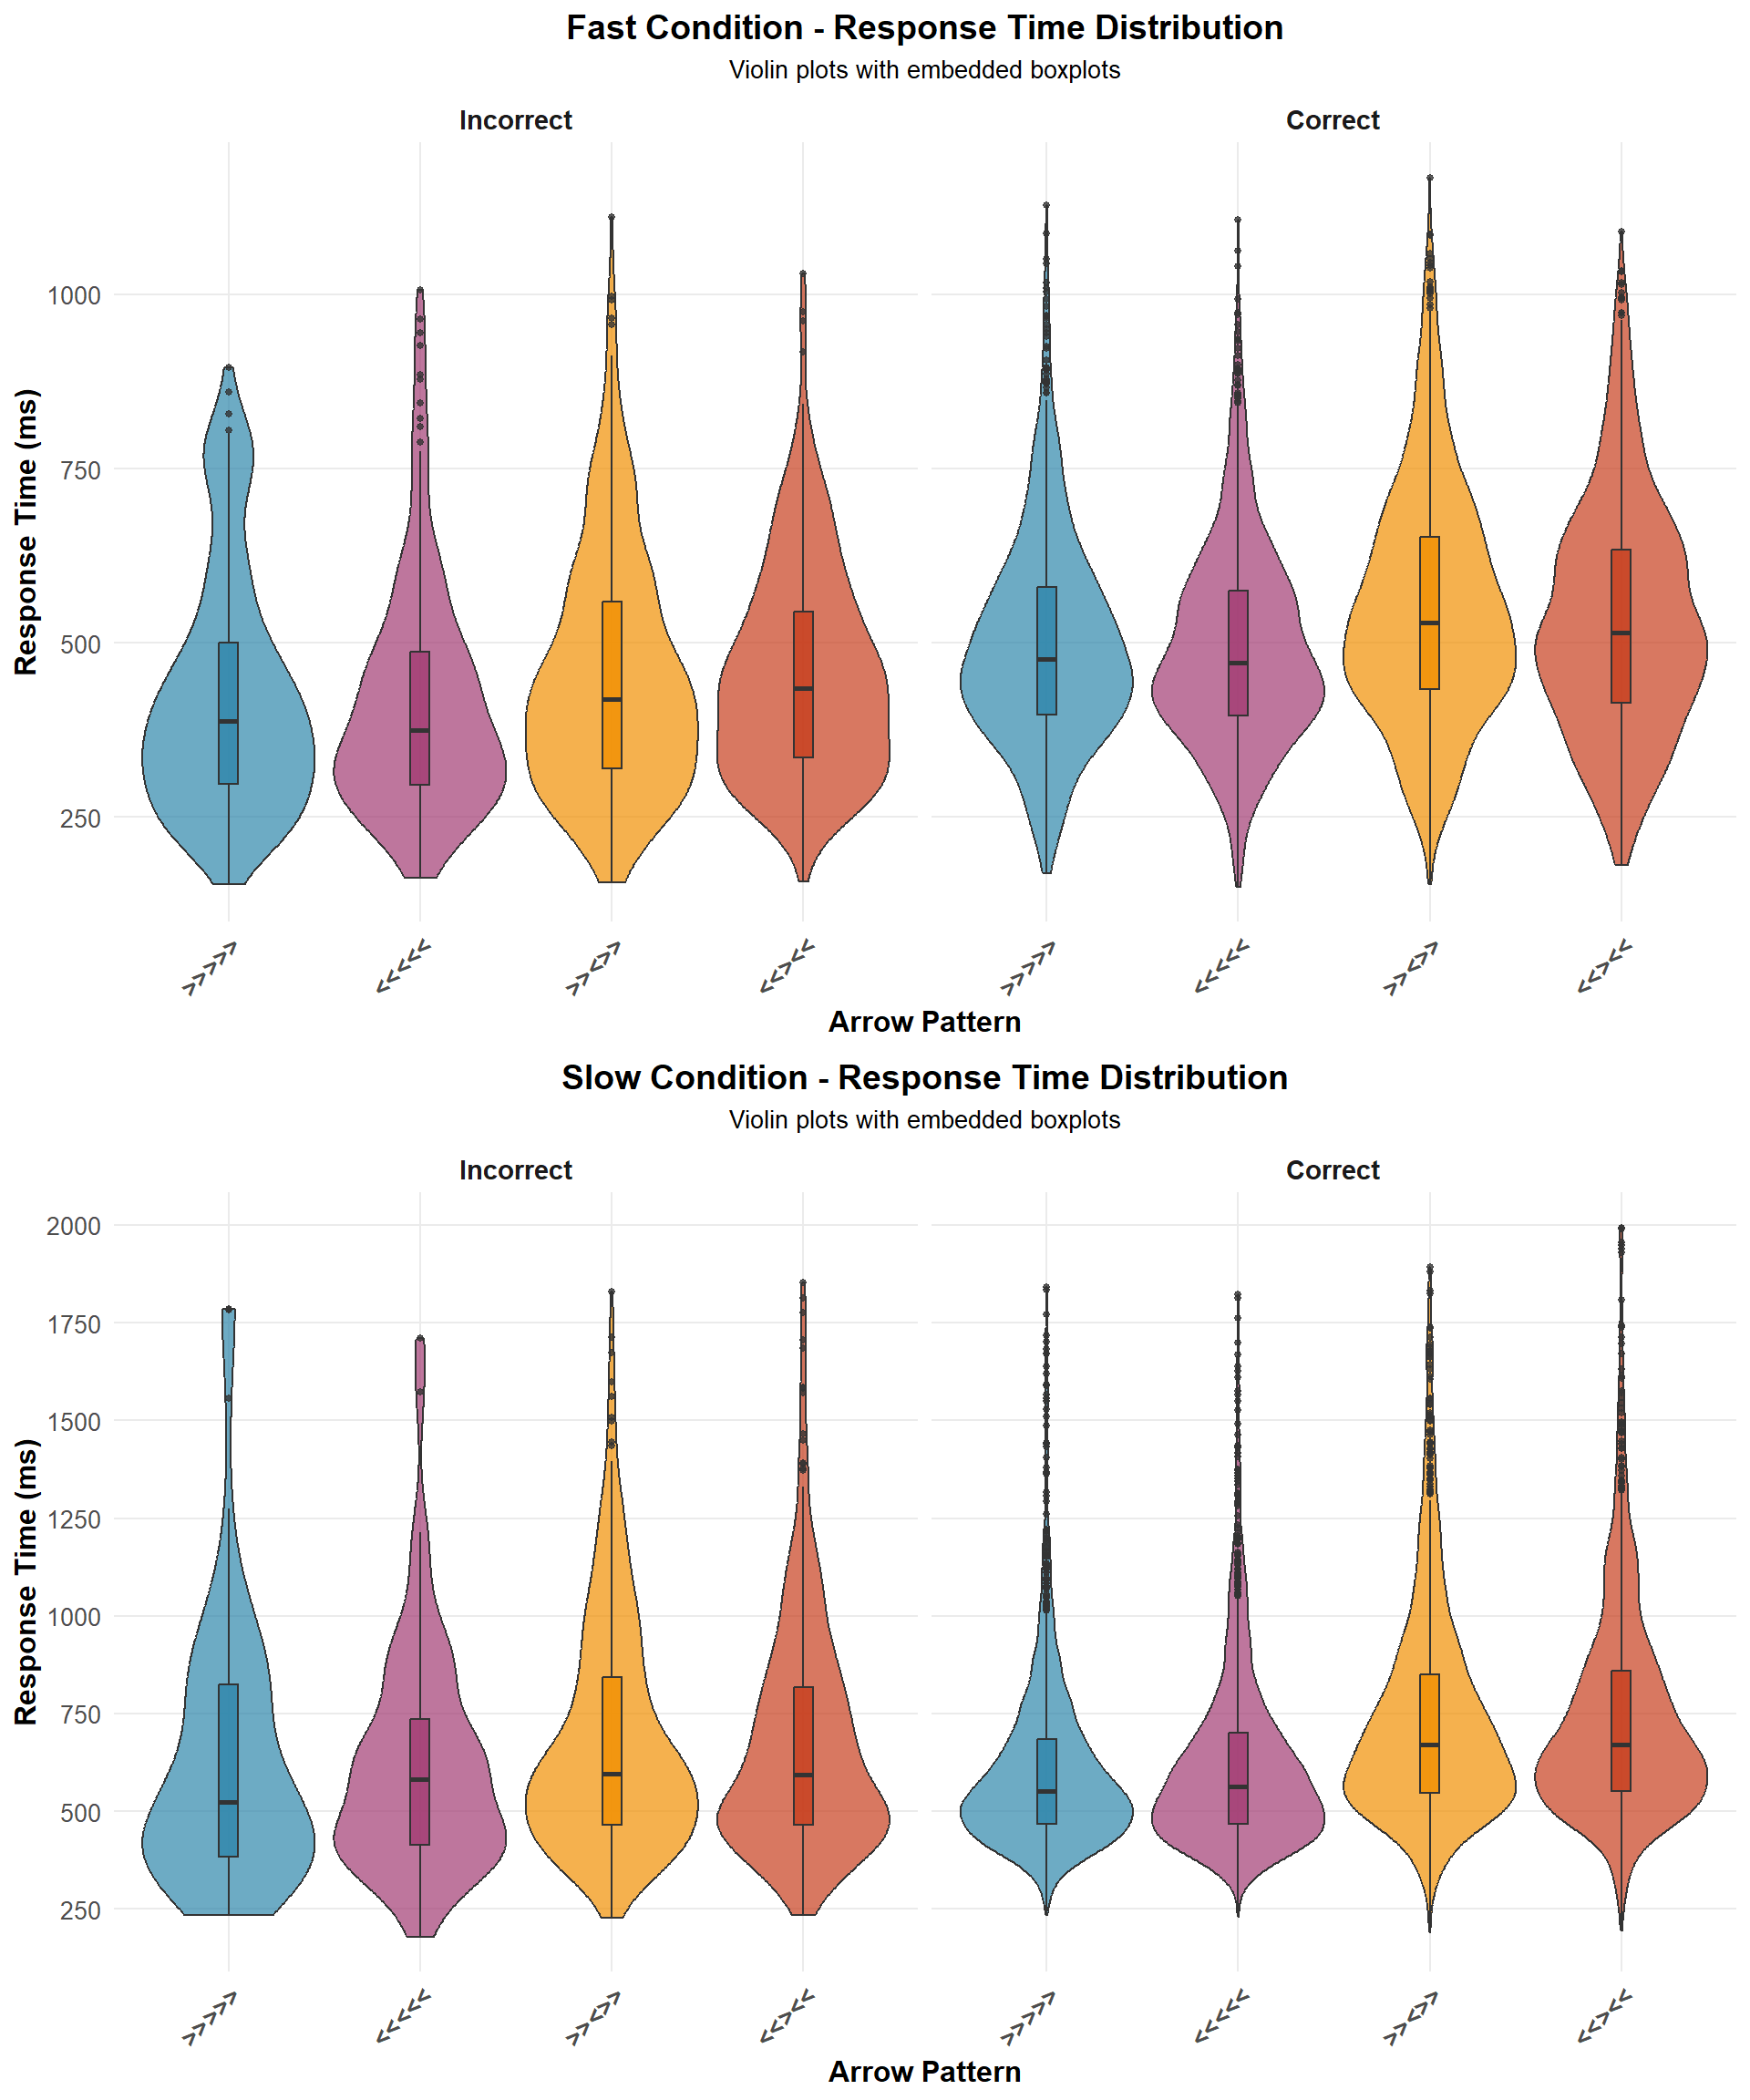 Fast Condition - Response Time Distribution
Violin plots with embedded boxplots
Incorrect Correct
Response Time (ms)
1000
750
500
250
>>>>> <<<<< >><>> <<><< >>>>> <<<<< >><>> <<><<
Arrow Pattern
Slow Condition - Response Time Distribution
Violin plots with embedded boxplots
Incorrect Correct
Response Time (ms)
2000
1750
1500
1250
1000
750
500
250
>>>>> <<<<< >><>> <<><< >>>>> <<<<< >><>> <<><<
Arrow Pattern